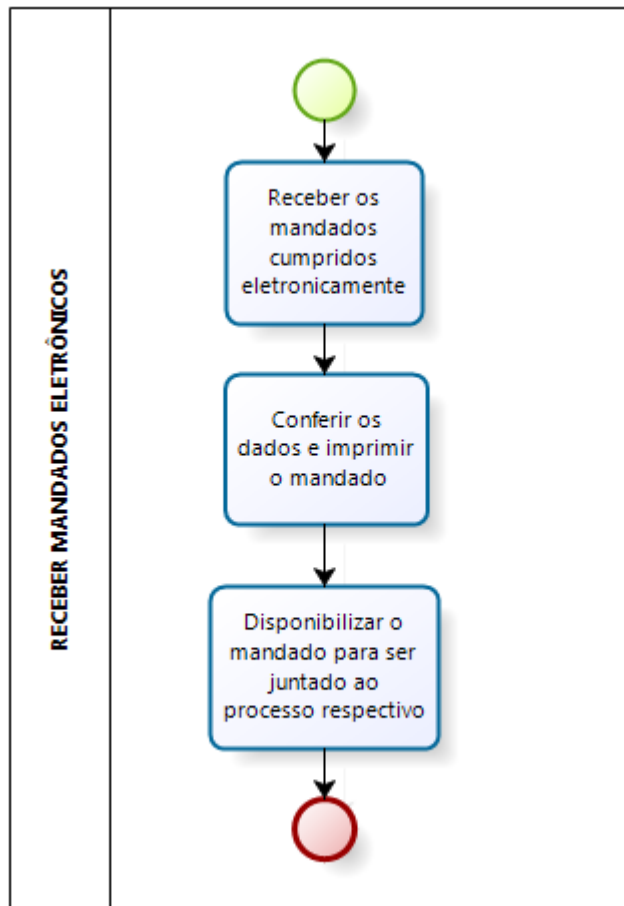 RECEBER MANDADOS ELETRÔNICOS
Receber os
mandados
cumpridos
eletronicamente
Conferir os
dados e imprimir
o mandado
Disponibilizar o
mandado para ser
juntado ao
processo respectivo